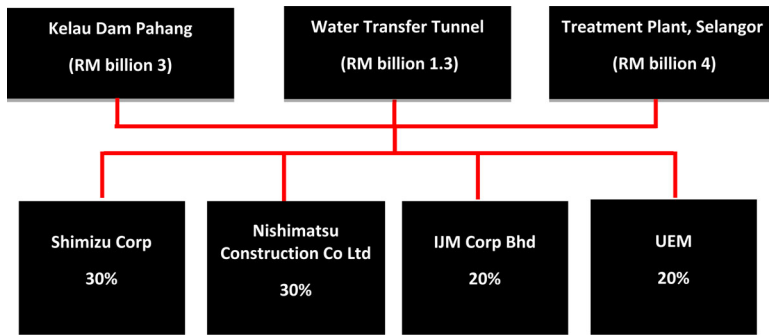 Kelau Dam Pahang
(RM billion 3)
Water Transfer Tunnel
(RM billion 1.3)
Treatment Plant, Selangor
(RM billion 4)
Shimizu Corp
30%
Nishimatsu
Construction Co Ltd
30%
IJM Corp Bhd
20%
UEM
20%